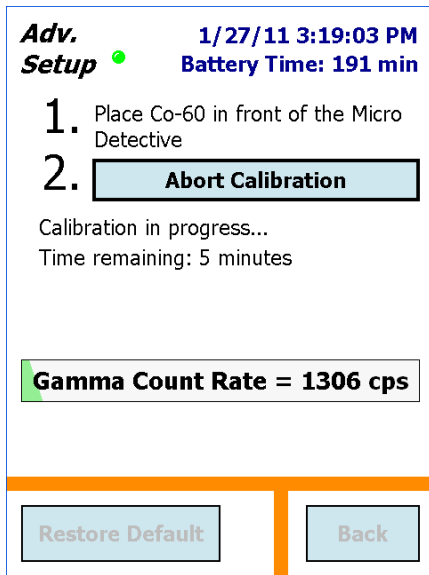 Adv. Setup
1/27/11 3:19:03 PM
Battery Time: 191 min
1. Place Co-60 in front of the Micro
Detective
2. Abort Calibration
Calibration in progress...
Time remaining: 5 minutes
Gamma Count Rate = 1306 cps
Restore Default
Back